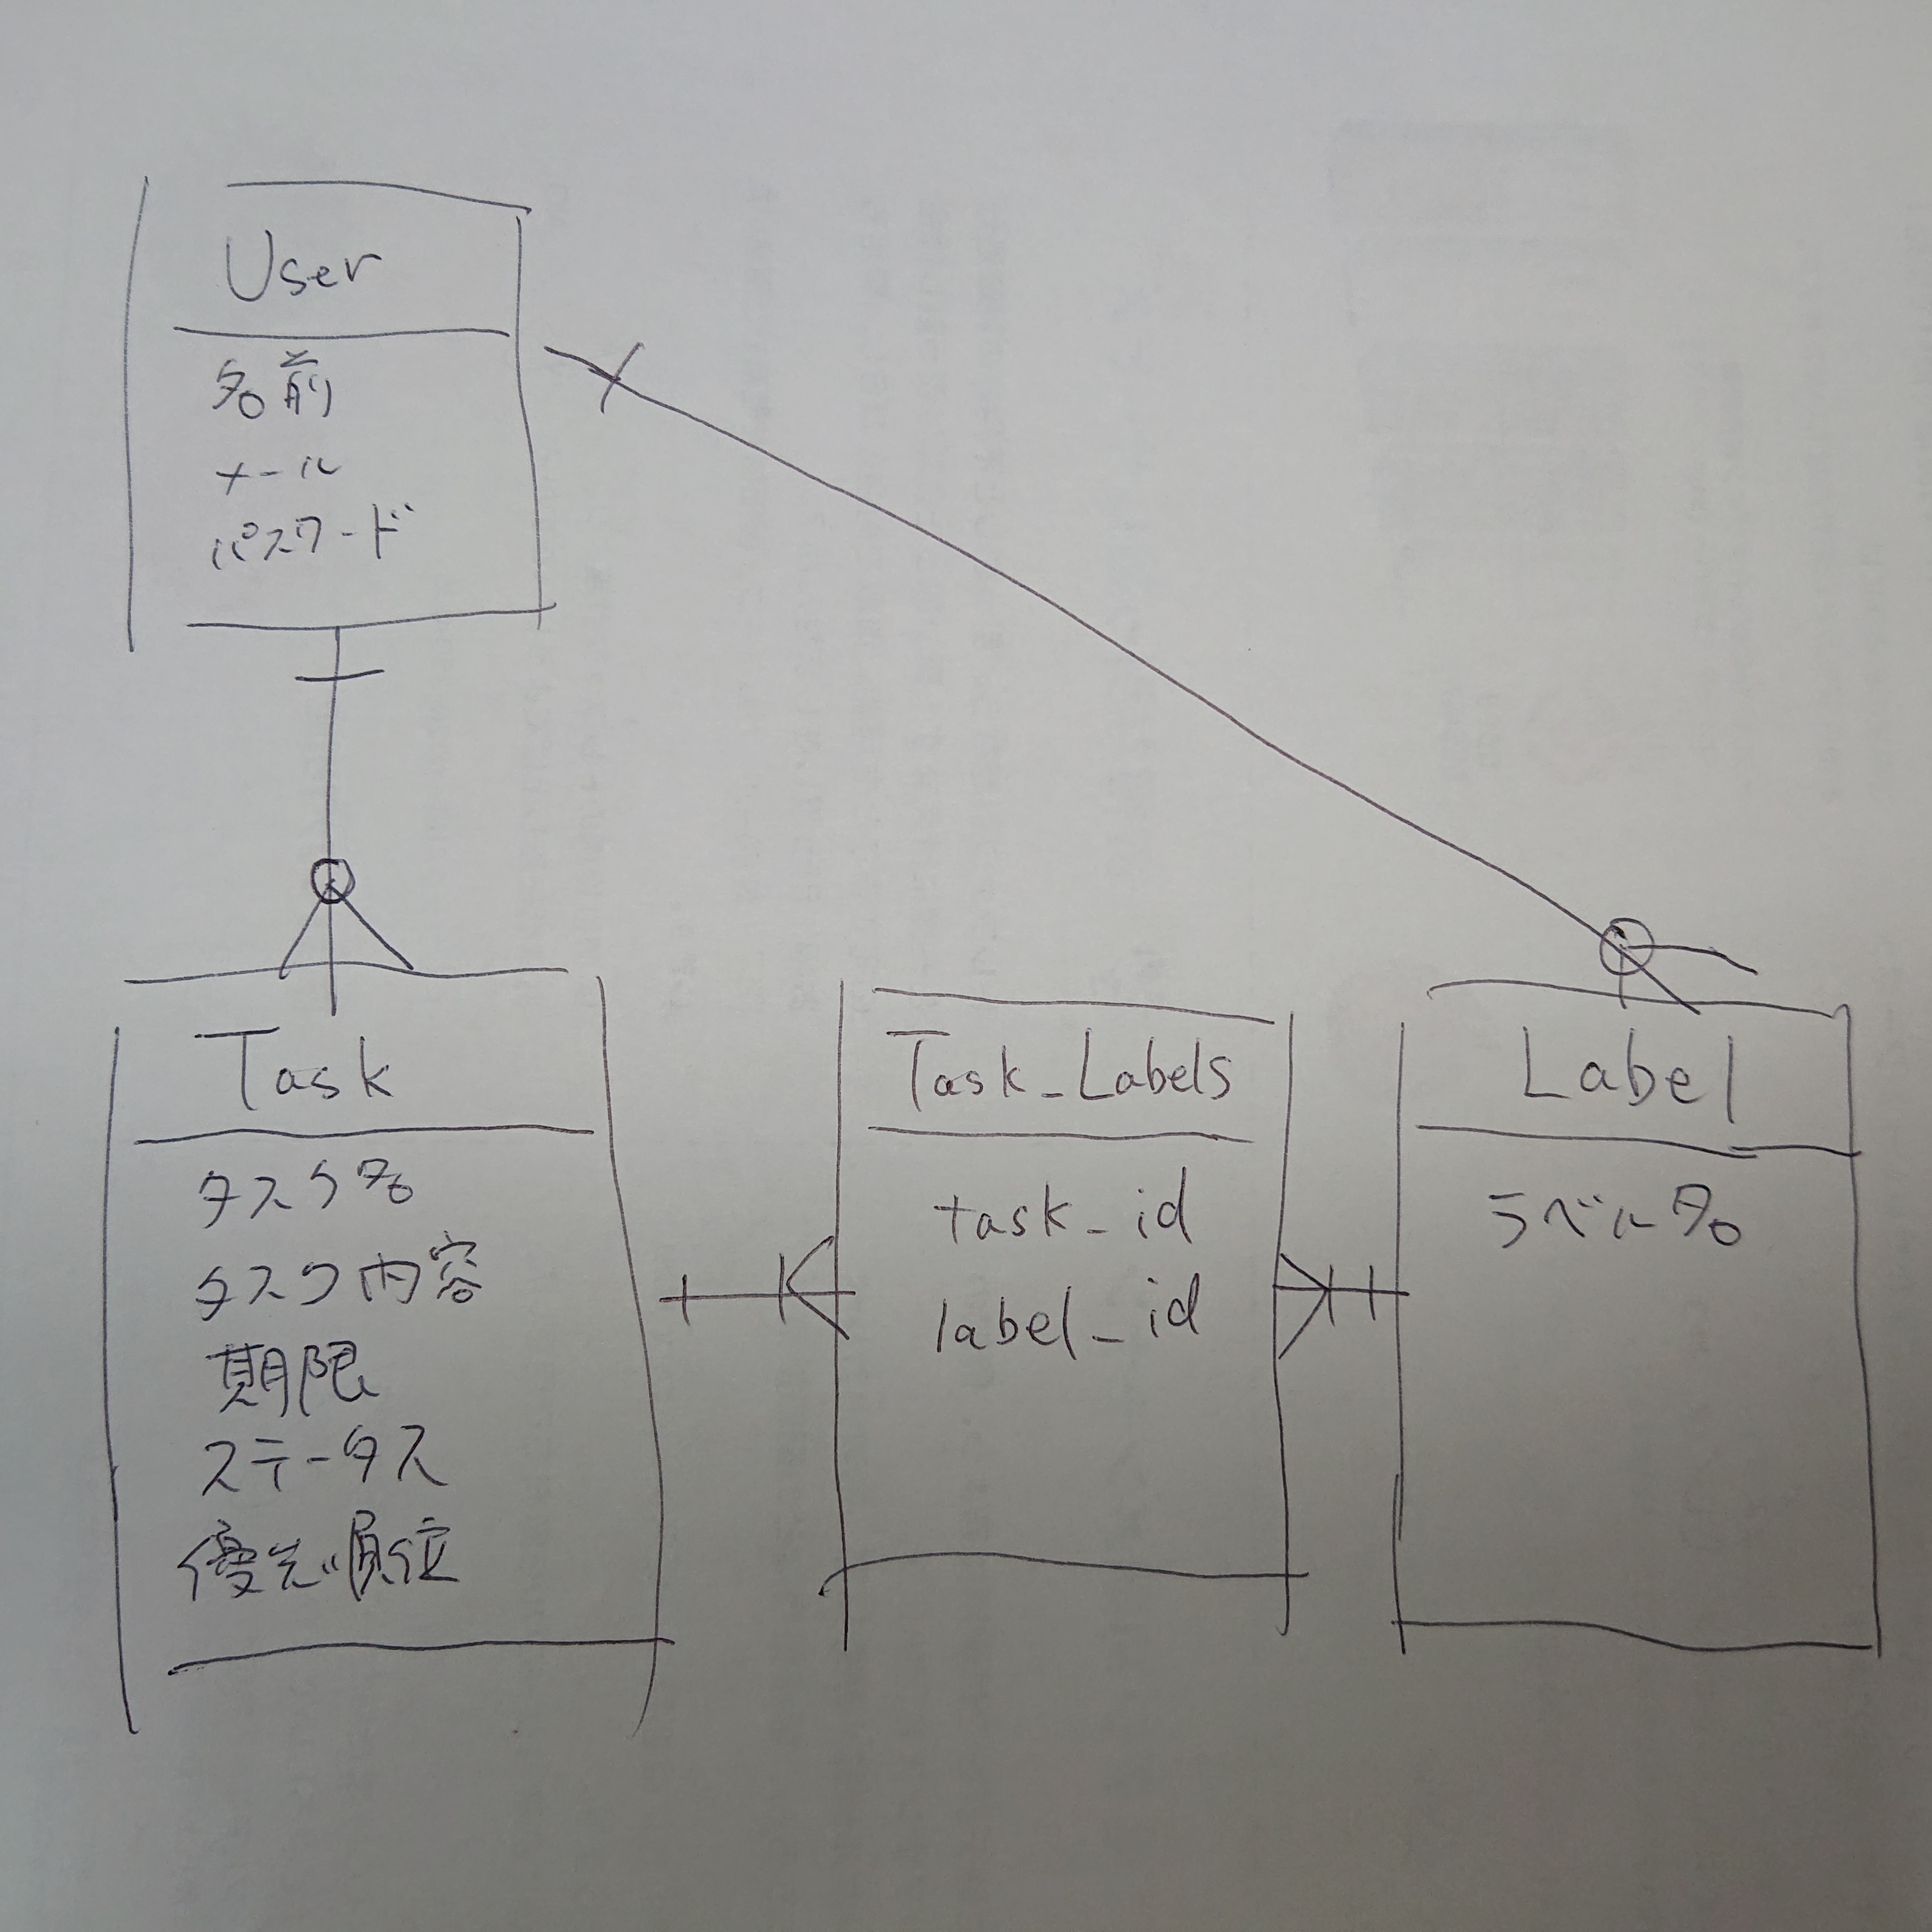 User
名前
メール
パスワード
Task
タスク名
タスク内容
期限
ステータス
優先順位
Task_Labels
task_id
label_id
Label
ラベル名